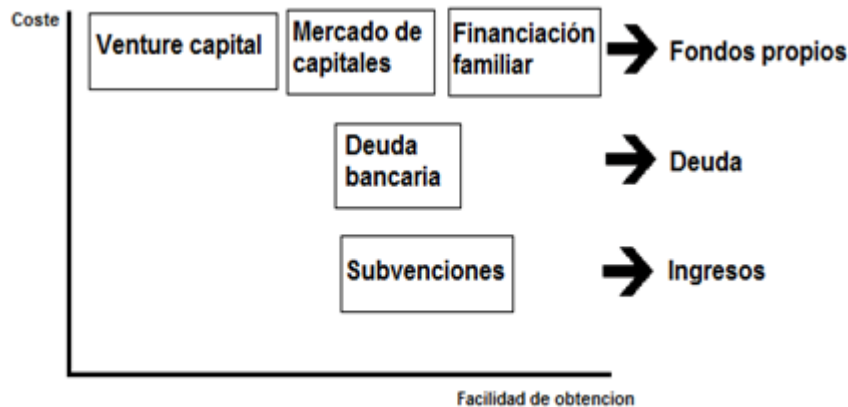 Coste
Venture capital
Mercado de
capitales
Financiación
familiar
Fondos propios
Deuda
bancaria
Deuda
Subvenciones
Ingresos
Facilidad de obtencion